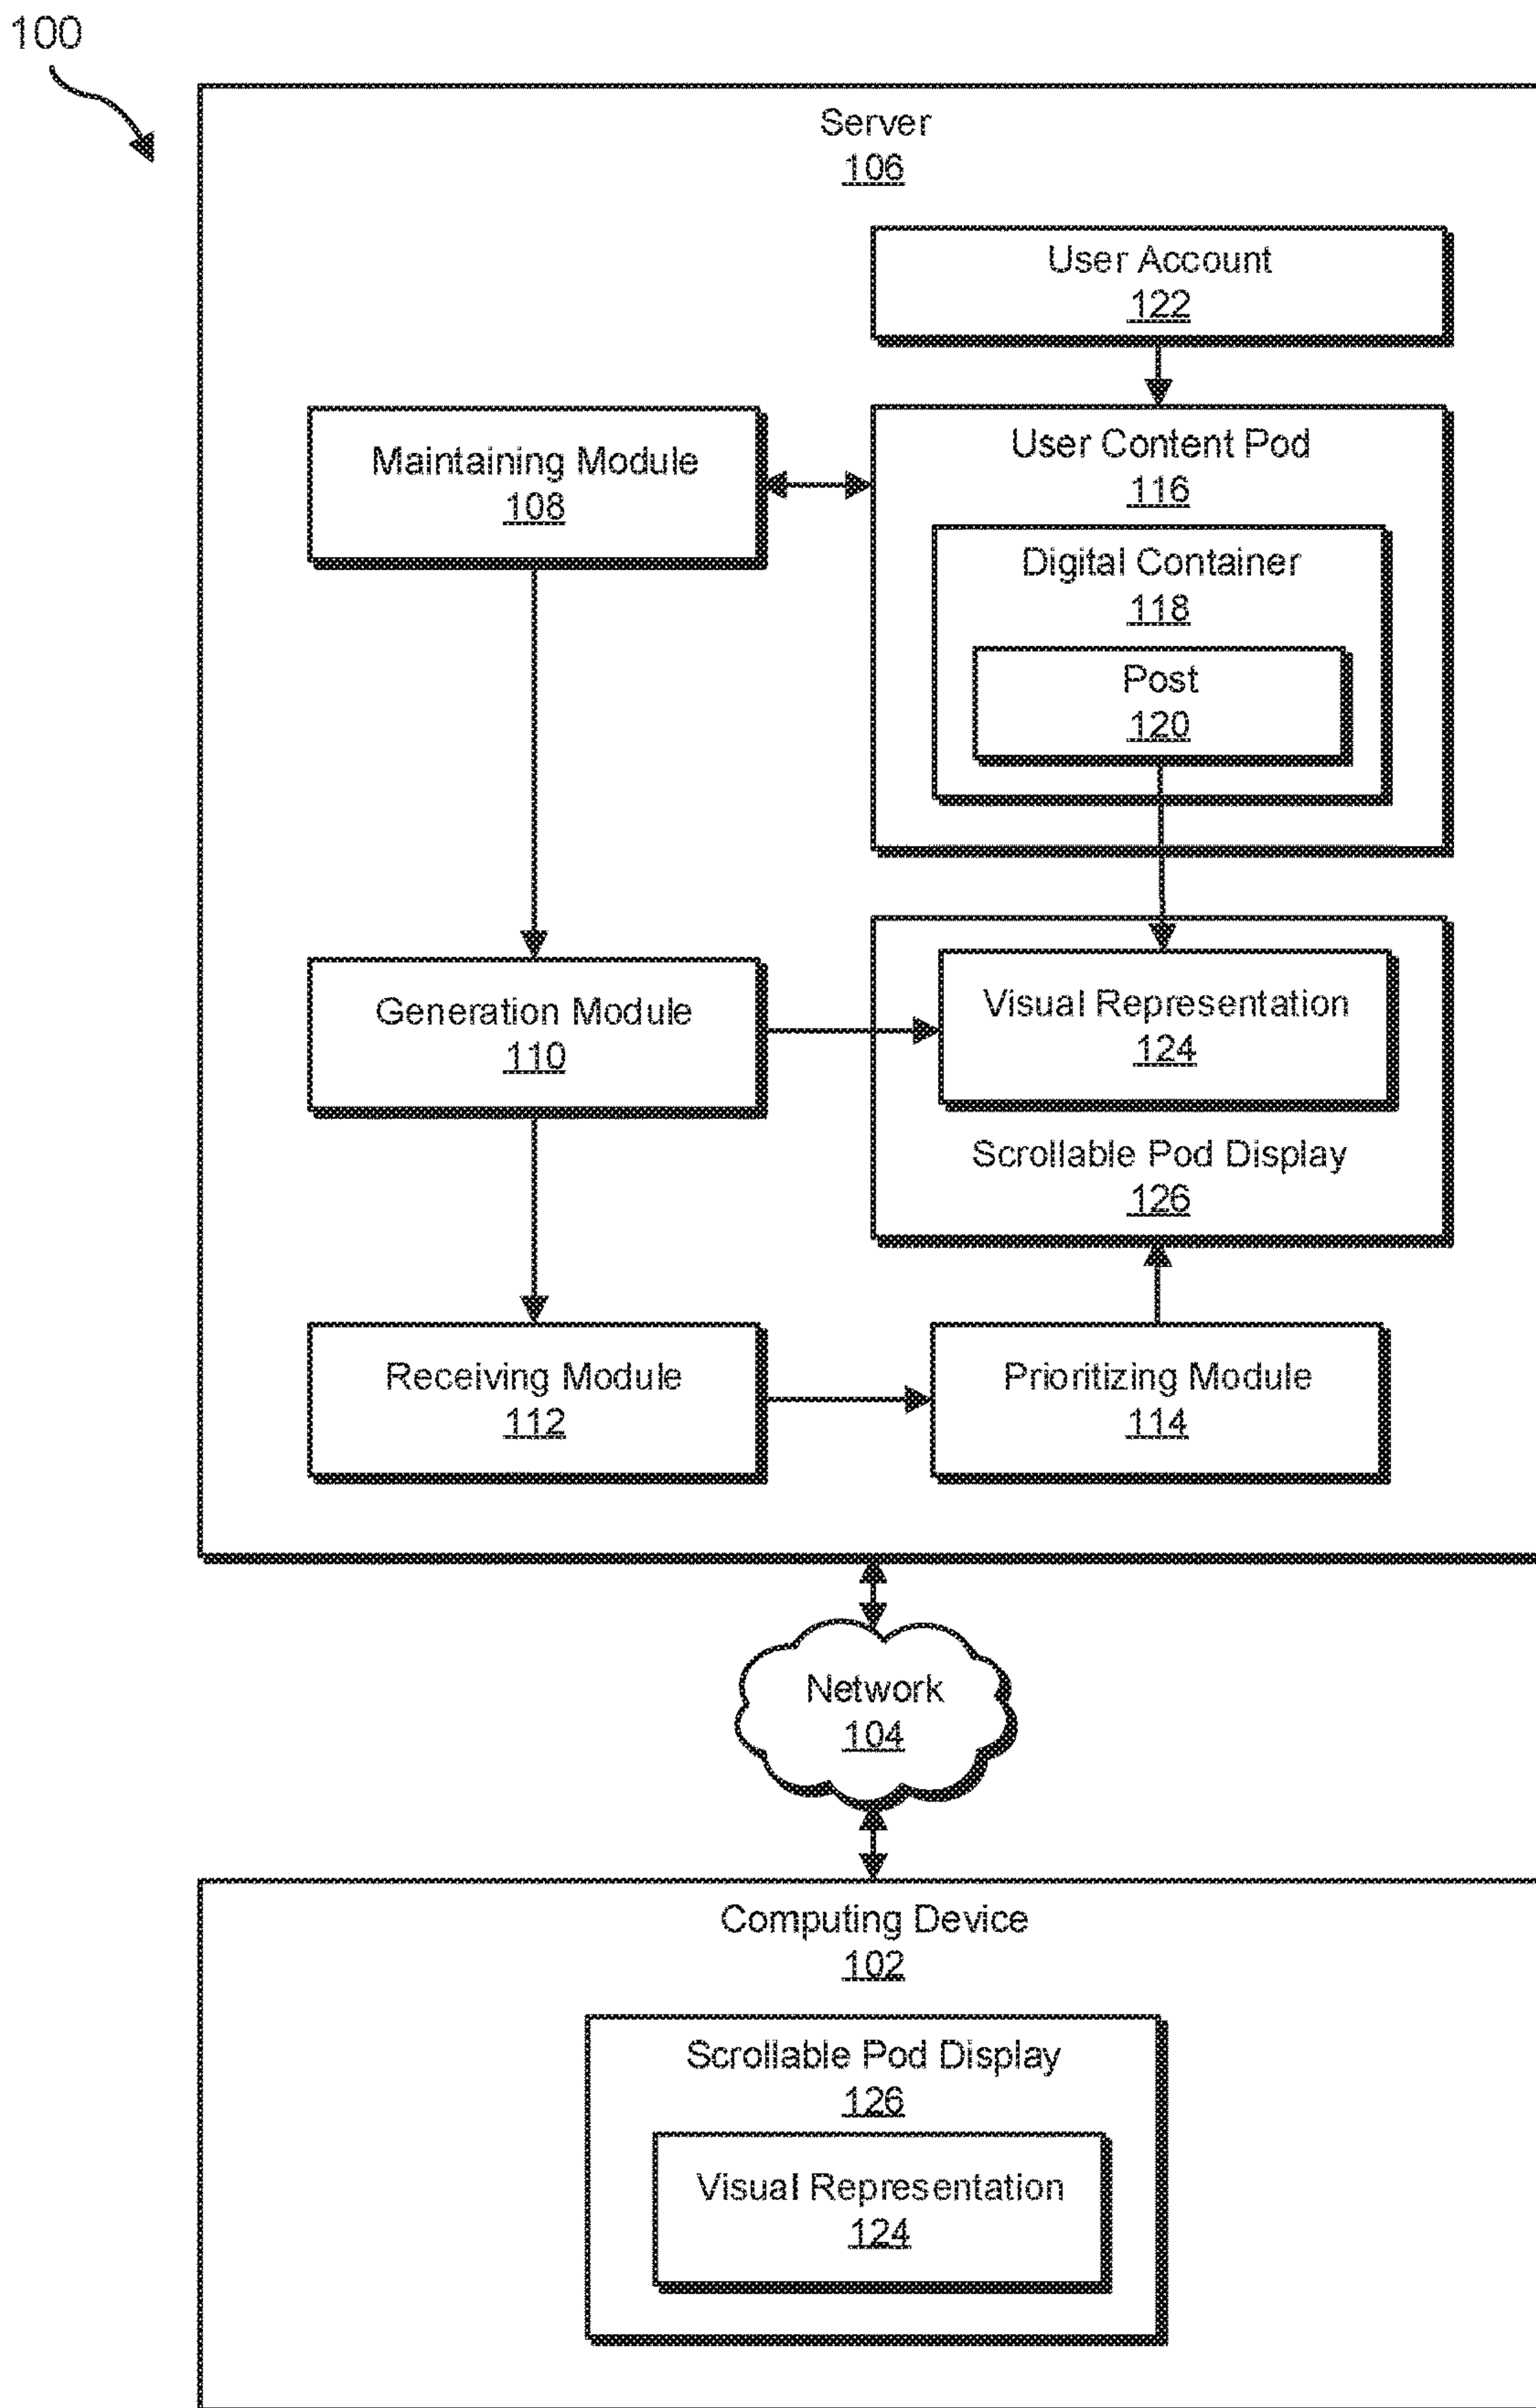 100
Server
106
User Account
122
Maintaining Module
108
User Content Pod
116
Digital Container
118
Post
120
Generation Module
110
Visual Representation
124
Scrollable Pod Display
126
Receiving Module
112
Prioritizing Module
114
Network
104
Computing Device
102
Scrollable Pod Display
126
Visual Representation
124